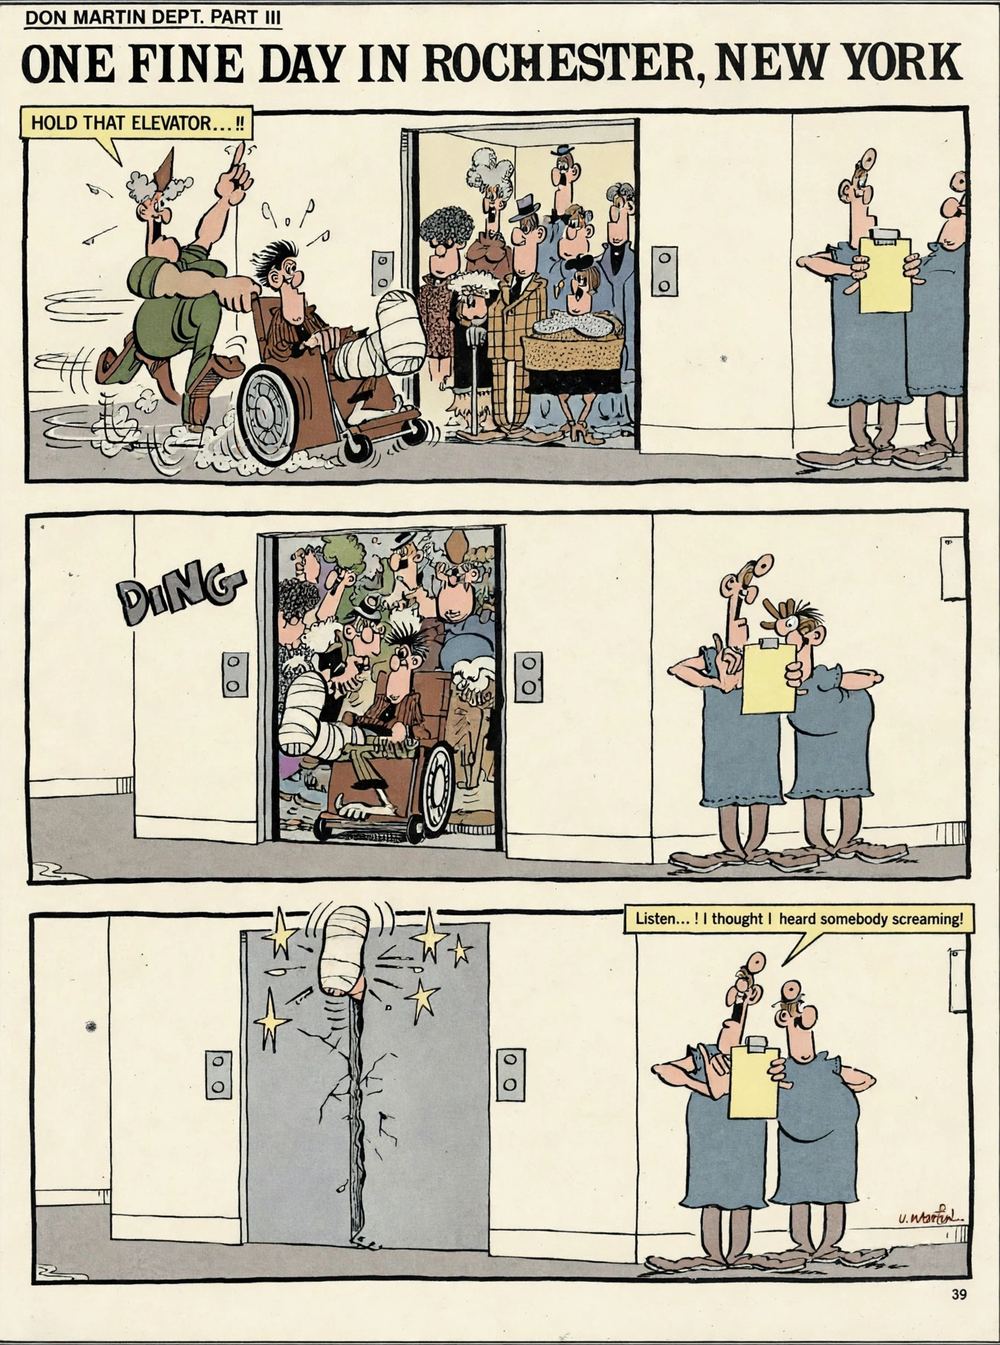 DON MARTIN DEPT. PART III
ONE FINE DAY IN ROCHESTER, NEW YORK
HOLD THAT ELEVATOR...!!
DING
Listen...! I thought I heard somebody screaming!
39